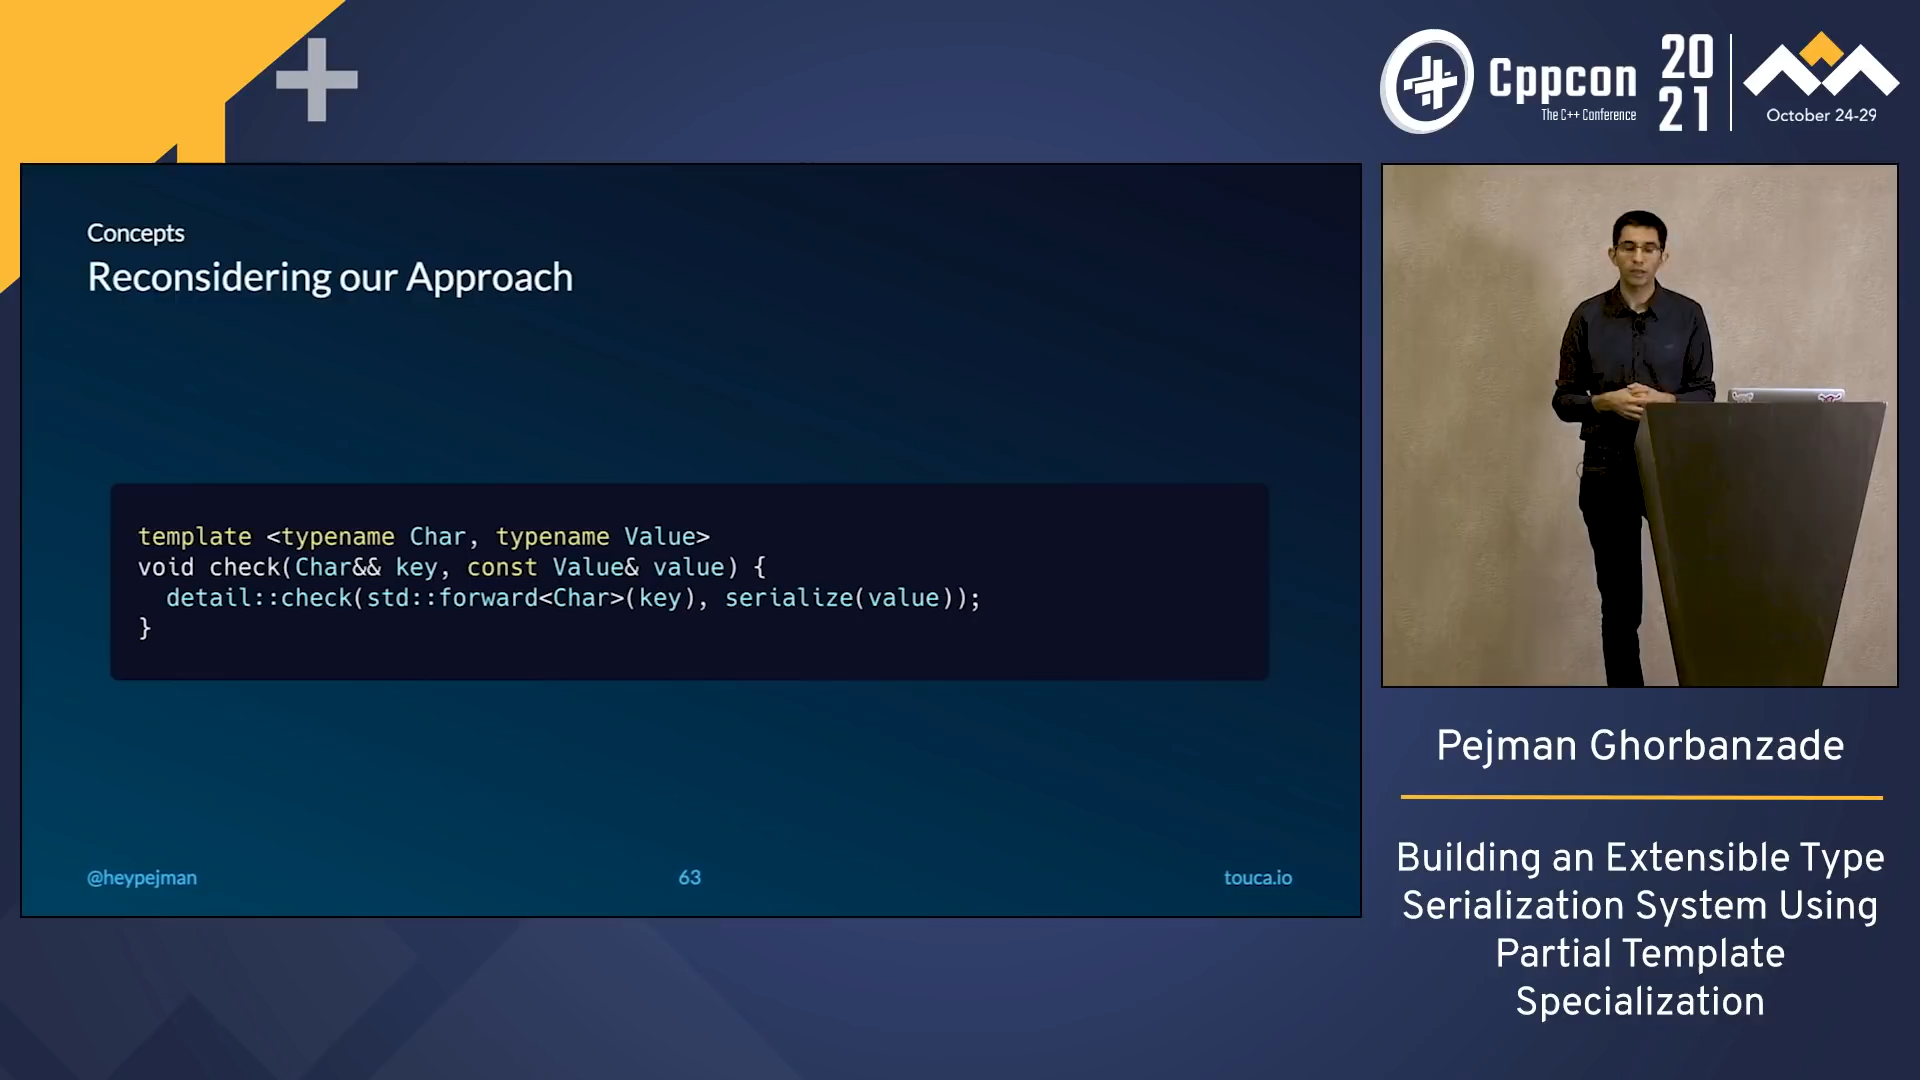 Cppcon
The C++ Conference
20
21
October 24-29
Concepts
Reconsidering our Approach
template <typename Char, typename Value>
void check(Char&& key, const Value& value) {
  detail::check(std::forward<Char>(key), serialize(value));
}
@heypejman
63
touca.io
Pejman Ghorbanzade
Building an Extensible Type
Serialization System Using
Partial Template
Specialization